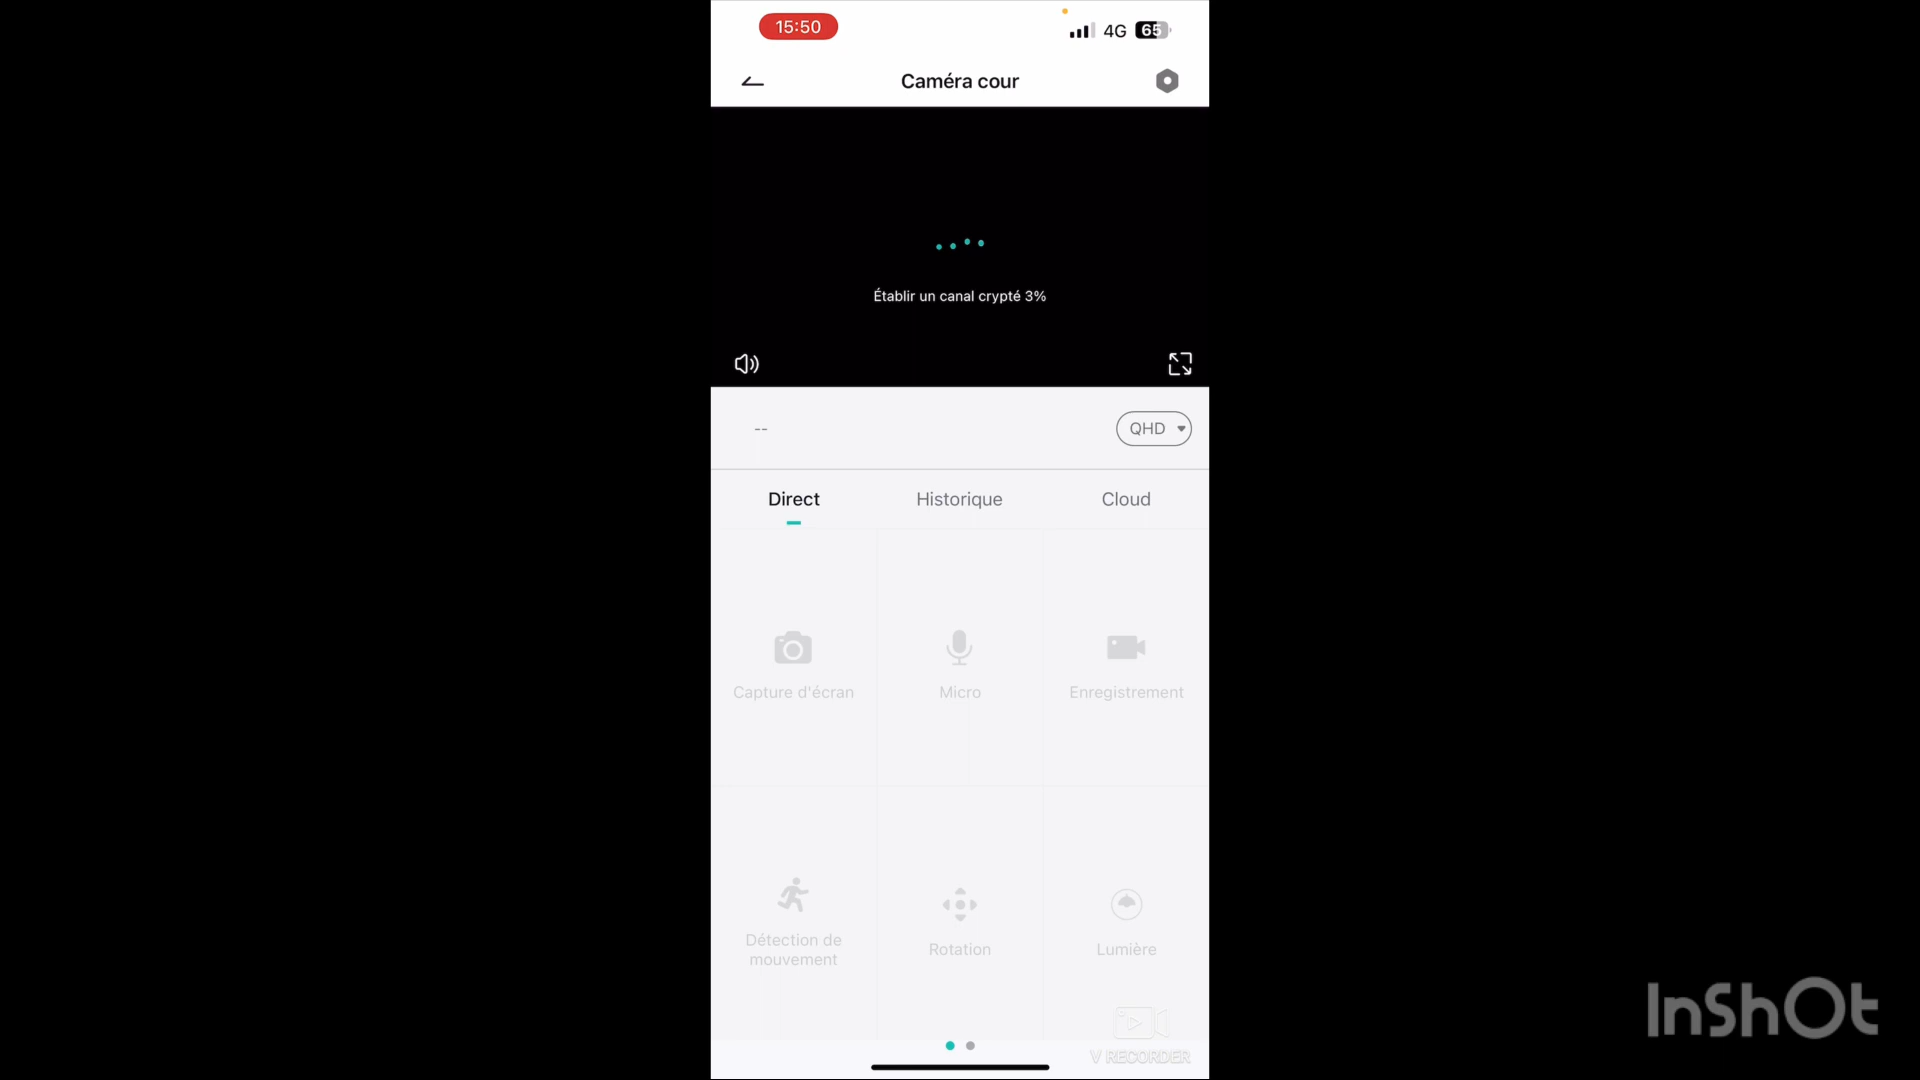 15:50
4G 65
Caméra cour
Établir un canal crypté 3%
--
QHD
Direct
Historique
Cloud
Capture d'écran
Micro
Enregistrement
Détection de
mouvement
Rotation
Lumière
V RECORDER
InShOt